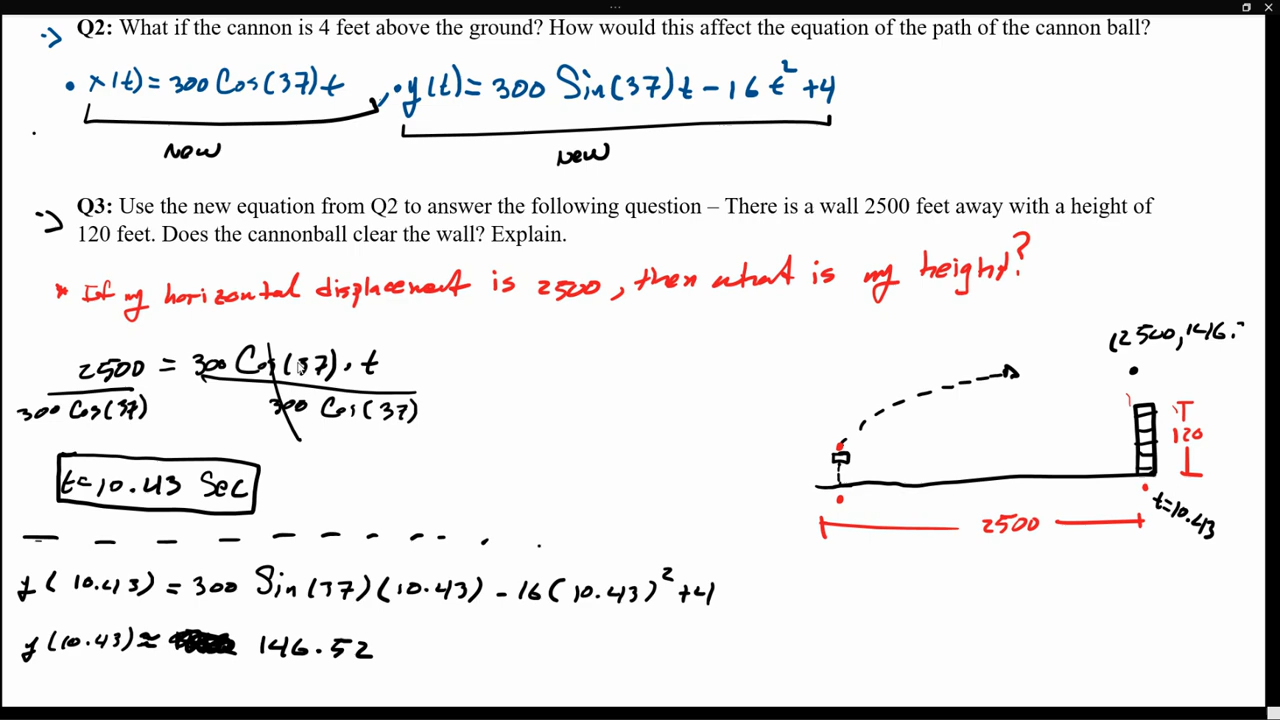 Q2: What if the cannon is 4 feet above the ground? How would this affect the equation of the path of the cannon ball?
x(t) = 300 Cos(37)t , y(t) = 300 Sin(37)t - 16t² + 4
New New
Q3: Use the new equation from Q2 to answer the following question – There is a wall 2500 feet away with a height of
120 feet. Does the cannonball clear the wall? Explain.
* If my horizontal displacement is 2500, then what is my height?
2500 = 300 Cos(37) · t
300 Cos(37) 300 Cos(37)
t = 10.43 Sec
y(10.43) = 300 Sin(37)(10.43) - 16(10.43)² + 4
y(10.43) ≈ 146.52
(2500, 146.
120
t=10.43
2500